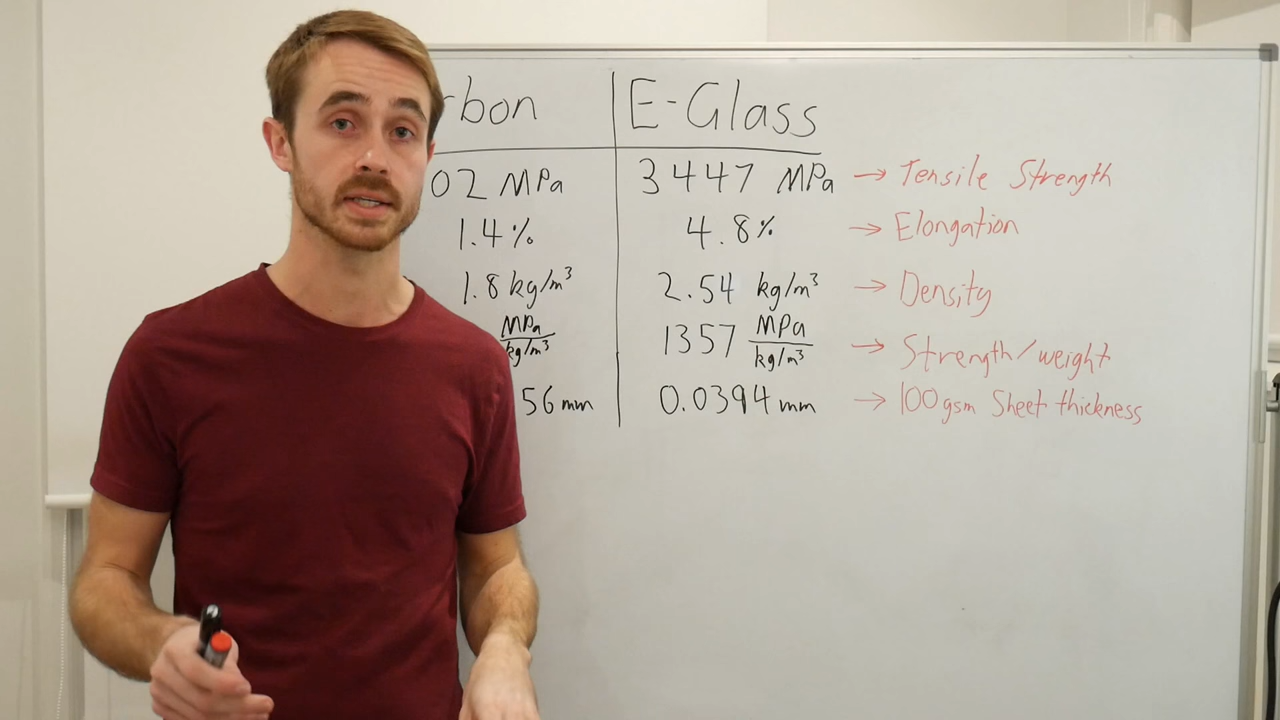 rbon E-Glass
02 MPa 3447 MPa → Tensile Strength
1.4% 4.8% → Elongation
1.8 kg/m³ 2.54 kg/m³ → Density
MPa/kg/m³ 1357 MPa/kg/m³ → Strength/weight
56 mm 0.0394 mm → 100gsm Sheet thickness